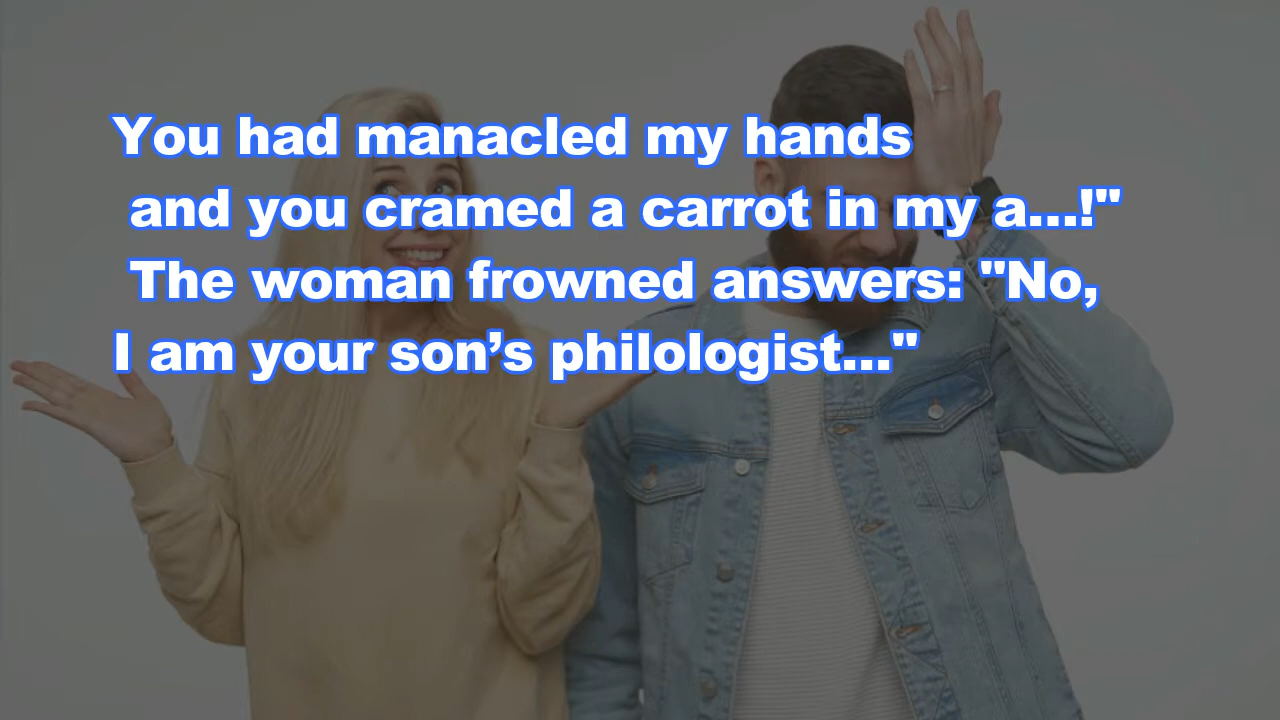 You had manacled my hands
and you cramed a carrot in my a...!"
The woman frowned answers: "No,
I am your son’s philologist..."